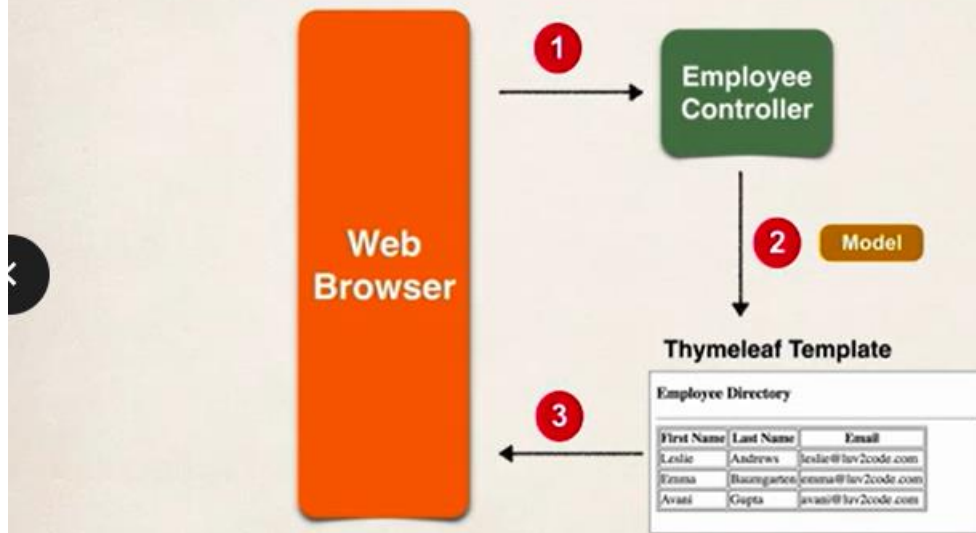 1
Employee
Controller
Web
Browser
2
Model
Thymeleaf Template
Employee Directory
3
First Name Last Name Email
Leslie Andrews leslie@luv2code.com
Emma Baumgarten emma@luv2code.com
Avani Gupta avani@luv2code.com